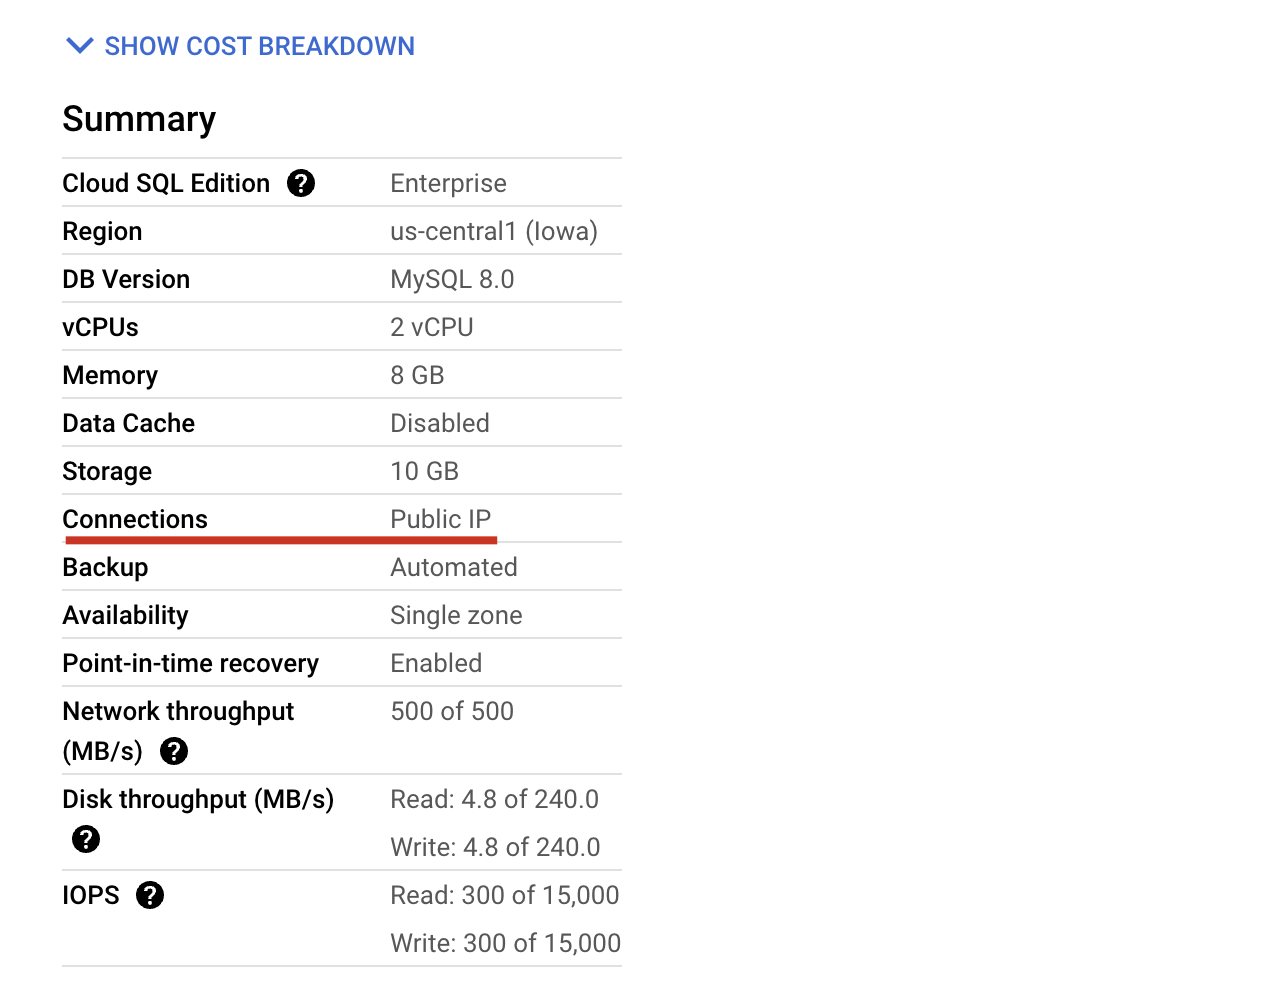 SHOW COST BREAKDOWN
Summary
Cloud SQL Edition Enterprise
Region us-central1 (Iowa)
DB Version MySQL 8.0
vCPUs 2 vCPU
Memory 8 GB
Data Cache Disabled
Storage 10 GB
Connections Public IP
Backup Automated
Availability Single zone
Point-in-time recovery Enabled
Network throughput 500 of 500
(MB/s)
Disk throughput (MB/s) Read: 4.8 of 240.0
Write: 4.8 of 240.0
IOPS Read: 300 of 15,000
Write: 300 of 15,000